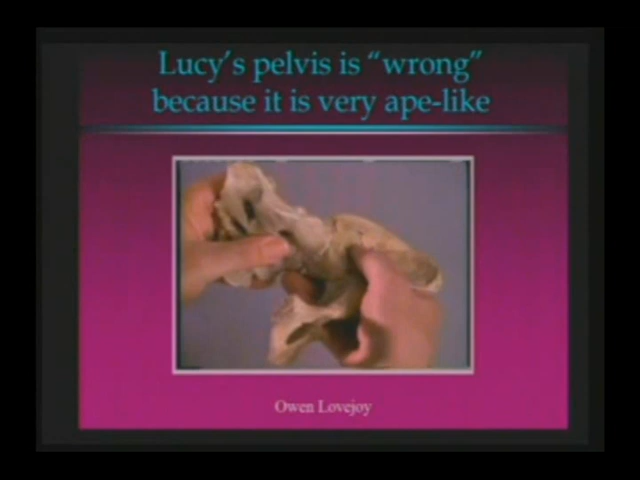 Lucy's pelvis is “wrong”
because it is very ape-like
Owen Lovejoy